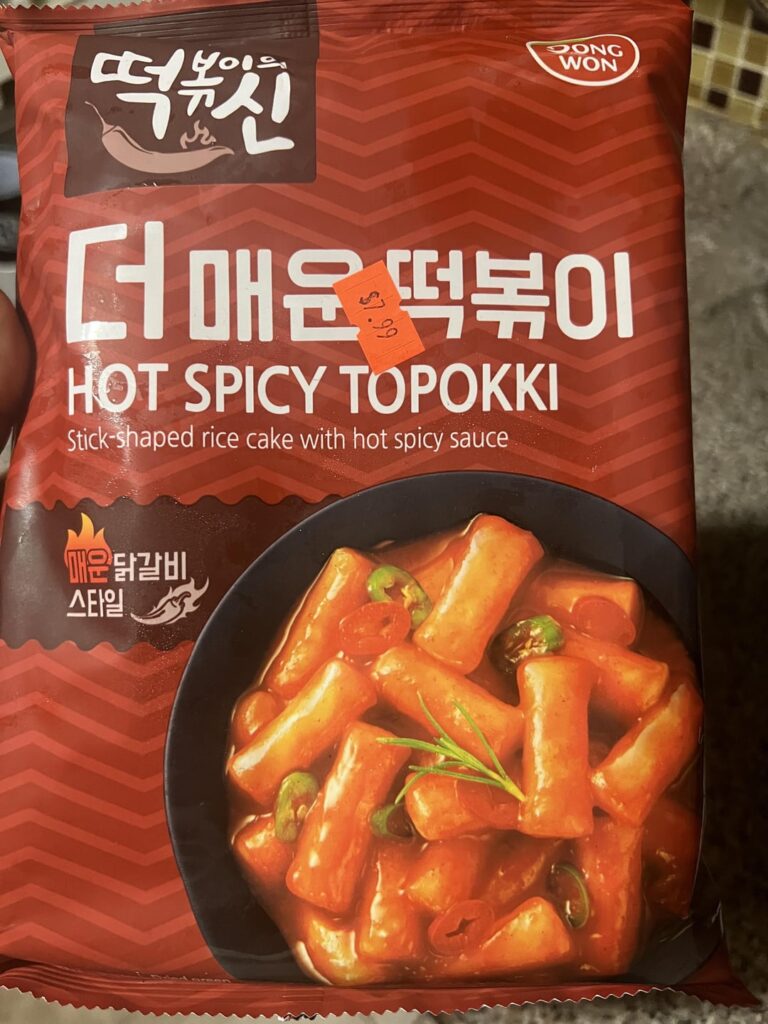 떡볶이의
신
DONG
WON
더 매운 떡볶이
$7.99
HOT SPICY TOPOKKI
Stick-shaped rice cake with hot spicy sauce
매운 닭갈비
스타일